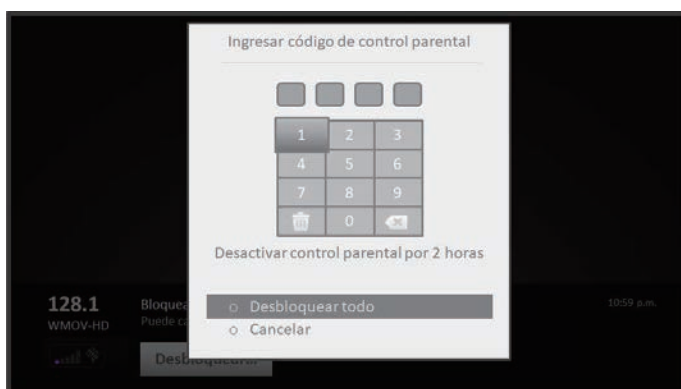 Ingresar código de control parental
1 2 3
4 5 6
7 8 9
0
Desactivar control parental por 2 horas
Desbloquear todo
Cancelar
128.1
WMOV-HD
10:59 p.m.